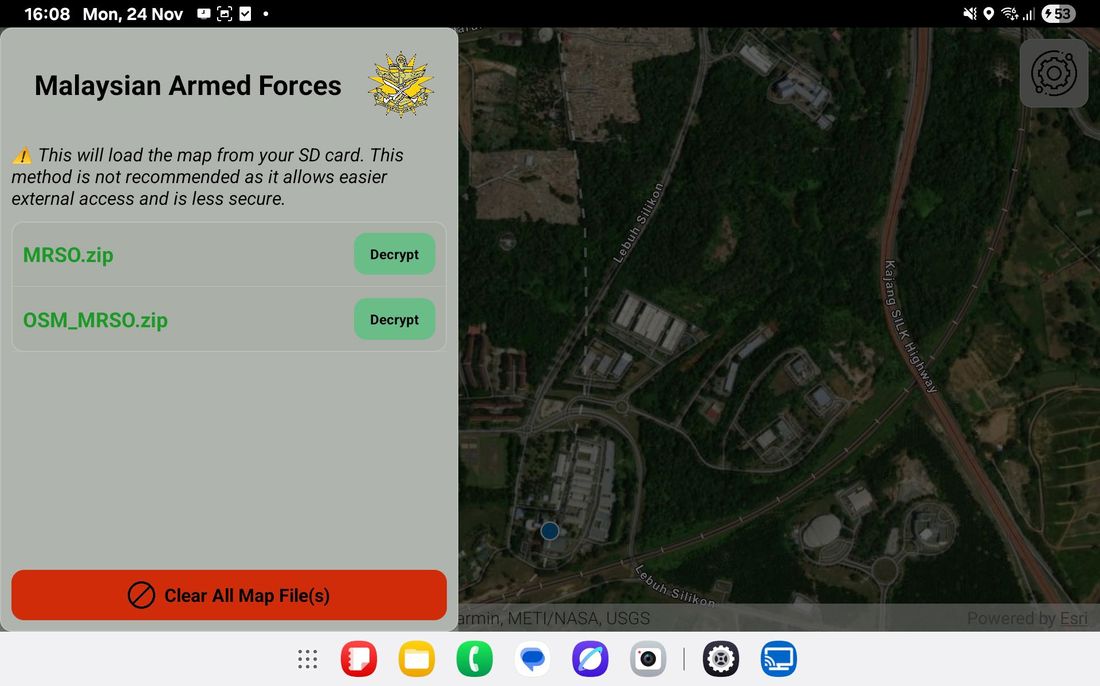 16:08 Mon, 24 Nov
53
Malaysian Armed Forces
⚠️ This will load the map from your SD card. This
method is not recommended as it allows easier
external access and is less secure.
MRSO.zip
Decrypt
OSM_MRSO.zip
Decrypt
Clear All Map File(s)
Lebuh Silikon
Kajang SILK Highway
Lebuh Silikon
armin, METI/NASA, USGS
Powered by Esri